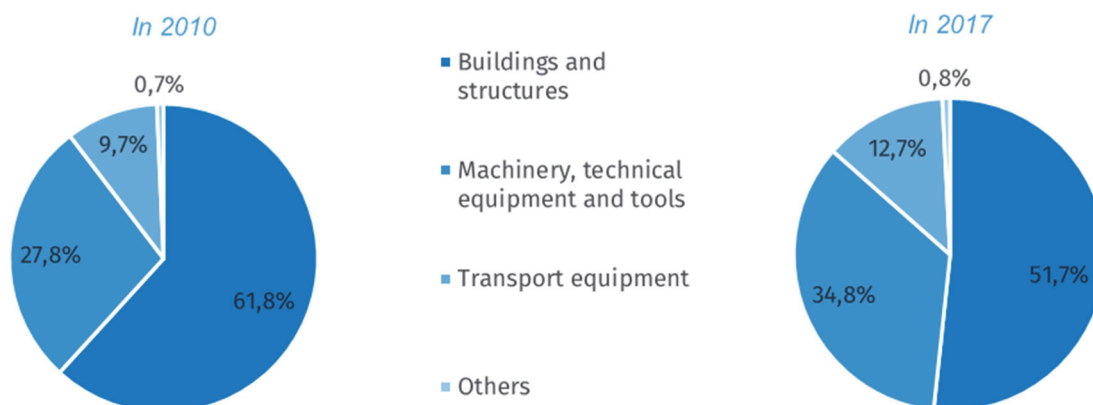 In 2010
0,7%
9,7%
27,8%
61,8%
Buildings and
structures
Machinery, technical
equipment and tools
Transport equipment
Others
In 2017
0,8%
12,7%
34,8%
51,7%